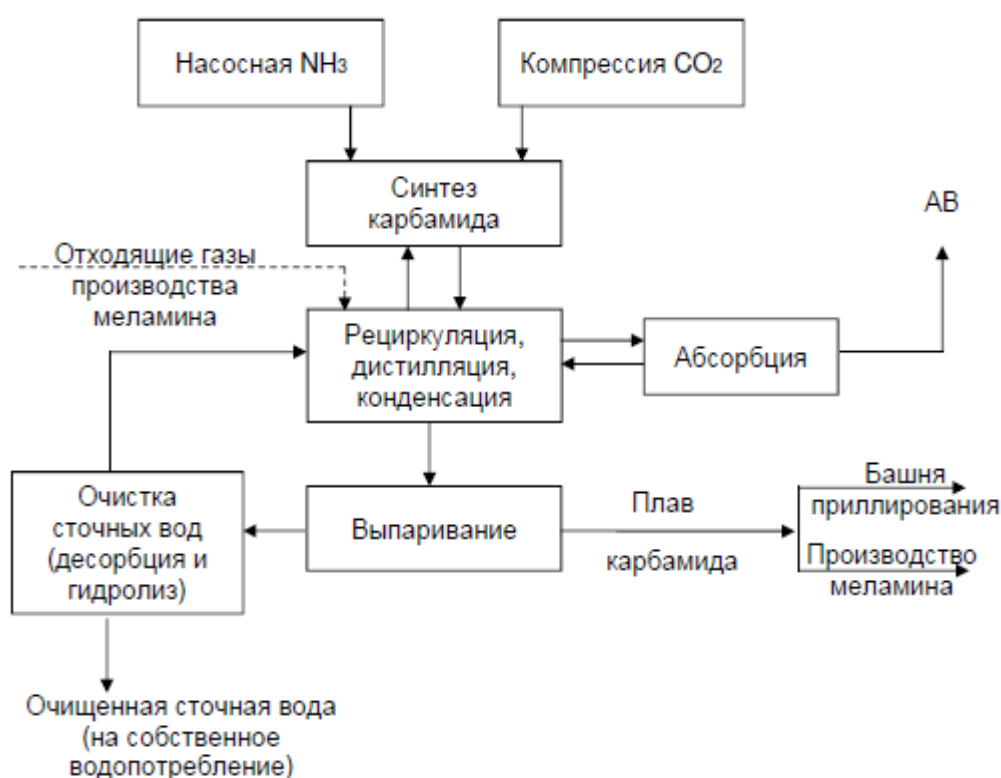 Насосная NH3
Компрессия CO2
Синтез
карбамида
АВ
Отходящие газы
производства
меламина
Рециркуляция,
дистилляция,
конденсация
Абсорбция
Очистка
сточных вод
(десорбция и
гидролиз)
Выпаривание
Плав
карбамида
Башня
приллирования
Производство
меламина
Очищенная сточная вода
(на собственное
водопотребление)